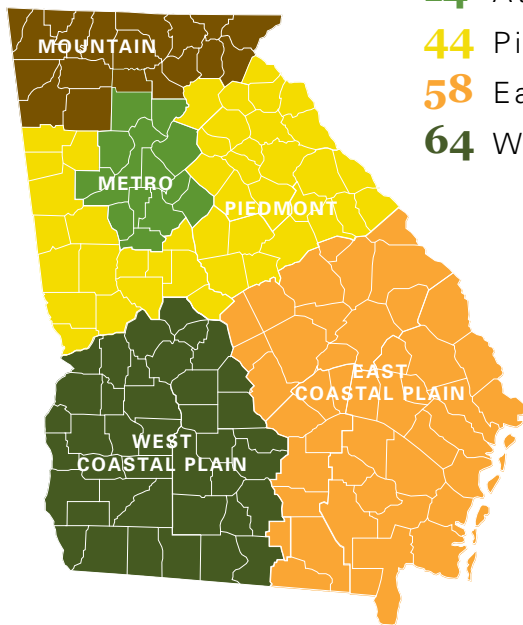 44 Pi
58 Ea
64 W
MOUNTAIN
METRO
PIEDMONT
EAST
COASTAL PLAIN
WEST
COASTAL PLAIN